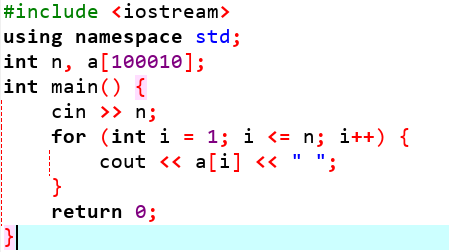 #include <iostream>
using namespace std;
int n, a[100010];
int main() {
    cin >> n;
    for (int i = 1; i <= n; i++) {
        cout << a[i] << " ";
    }
    return 0;
}